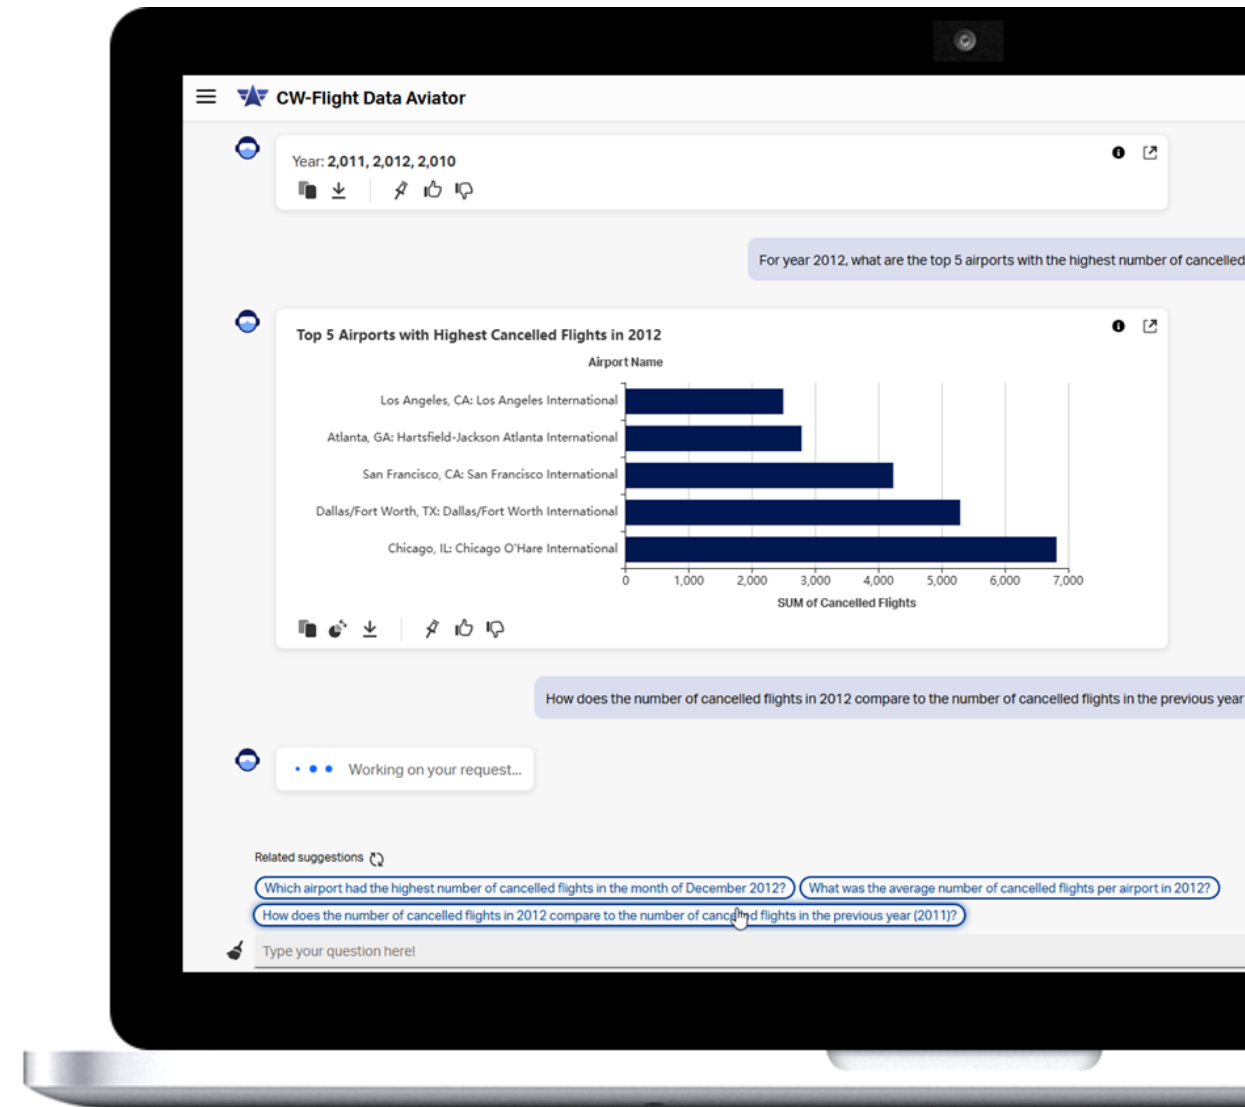 CW-Flight Data Aviator
Year: 2,011, 2,012, 2,010
For year 2012, what are the top 5 airports with the highest number of cancelled
Top 5 Airports with Highest Cancelled Flights in 2012
Airport Name
Los Angeles, CA: Los Angeles International
Atlanta, GA: Hartsfield-Jackson Atlanta International
San Francisco, CA: San Francisco International
Dallas/Fort Worth, TX: Dallas/Fort Worth International
Chicago, IL: Chicago O'Hare International
0 1,000 2,000 3,000 4,000 5,000 6,000 7,000
SUM of Cancelled Flights
How does the number of cancelled flights in 2012 compare to the number of cancelled flights in the previous year
Working on your request...
Related suggestions
Which airport had the highest number of cancelled flights in the month of December 2012? What was the average number of cancelled flights per airport in 2012?
How does the number of cancelled flights in 2012 compare to the number of cancelled flights in the previous year (2011)?
Type your question here!